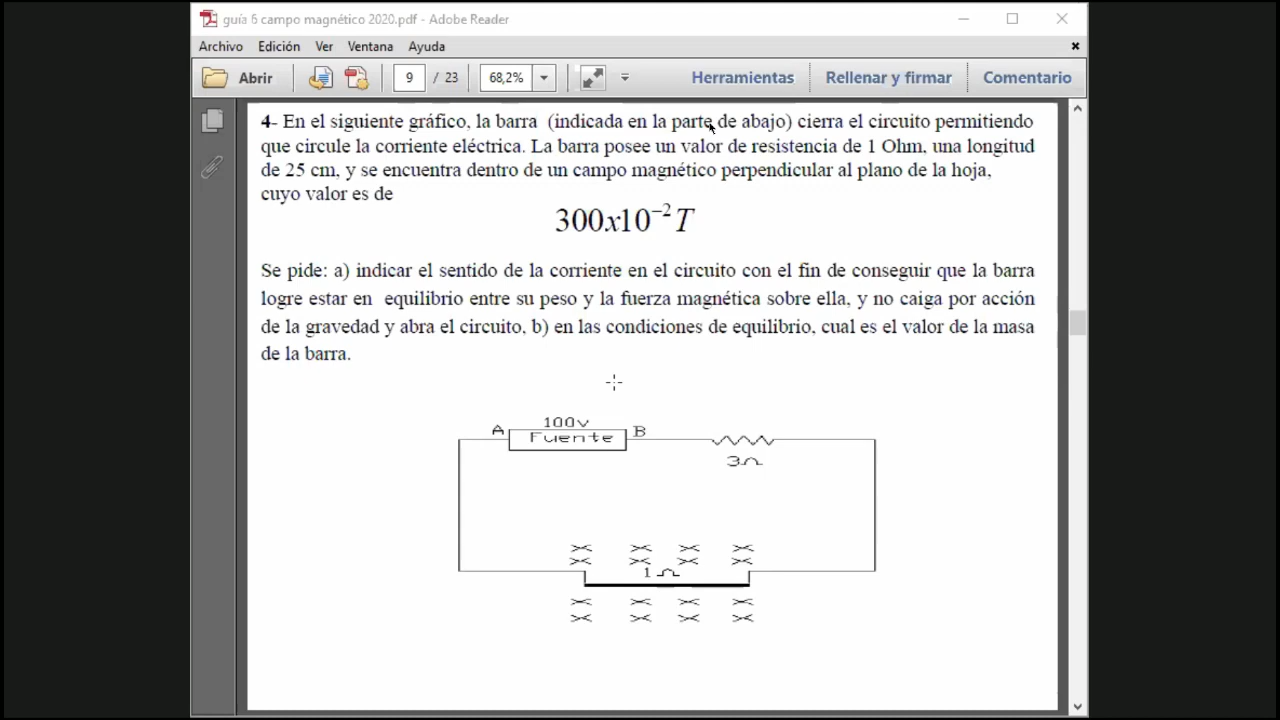 guía 6 campo magnético 2020.pdf - Adobe Reader
Archivo Edición Ver Ventana Ayuda
Abrir 9 / 23 68,2% Herramientas Rellenar y firmar Comentario
4- En el siguiente gráfico, la barra (indicada en la parte de abajo) cierra el circuito permitiendo
que circule la corriente eléctrica. La barra posee un valor de resistencia de 1 Ohm, una longitud
de 25 cm, y se encuentra dentro de un campo magnético perpendicular al plano de la hoja,
cuyo valor es de
300x10⁻² T
Se pide: a) indicar el sentido de la corriente en el circuito con el fin de conseguir que la barra
logre estar en equilibrio entre su peso y la fuerza magnética sobre ella, y no caiga por acción
de la gravedad y abra el circuito, b) en las condiciones de equilibrio, cual es el valor de la masa
de la barra.
100v
A Fuente B
3Ω
1 Ω